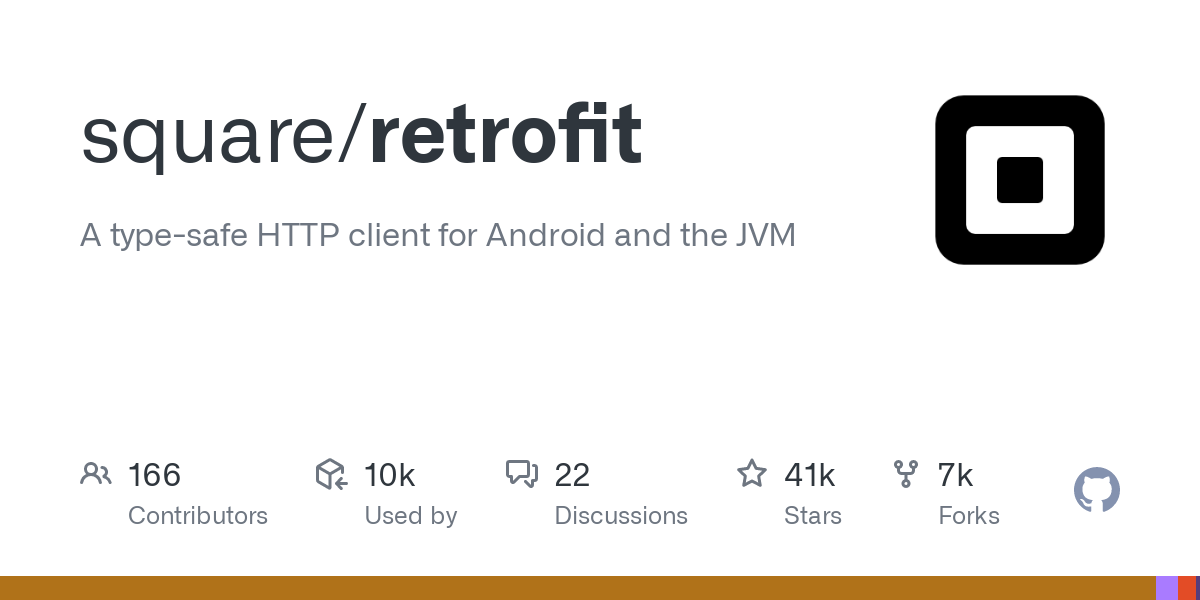 square/retrofit
A type-safe HTTP client for Android and the JVM
166 10k 22 41k 7k
Contributors Used by Discussions Stars Forks